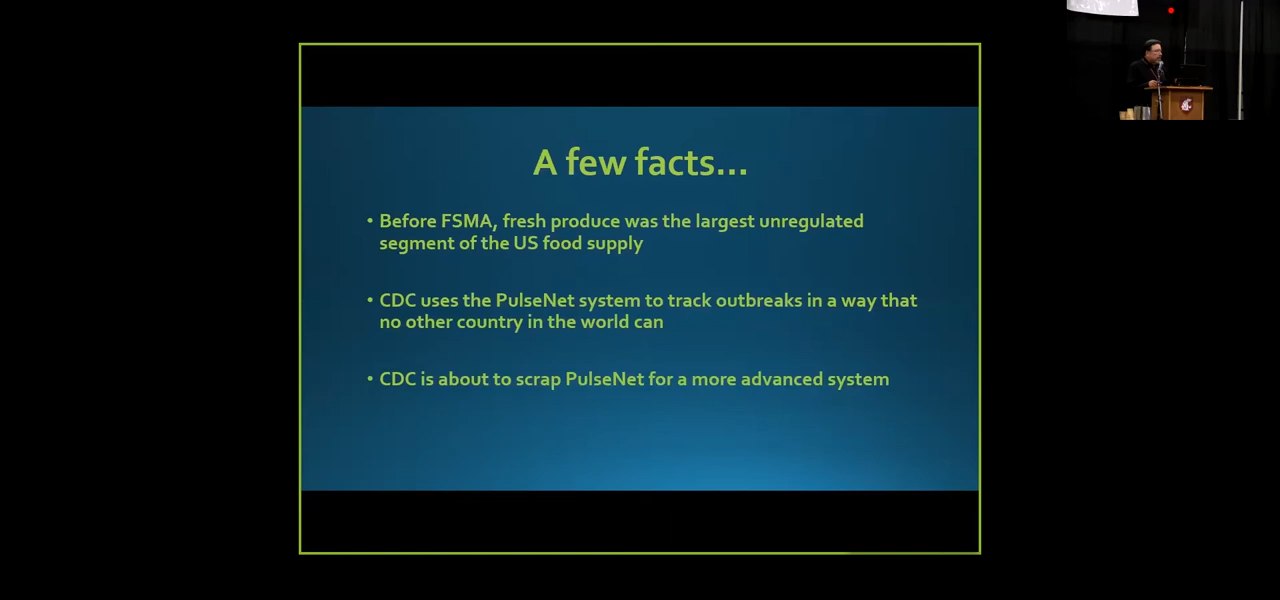 A few facts...
• Before FSMA, fresh produce was the largest unregulated
segment of the US food supply
• CDC uses the PulseNet system to track outbreaks in a way that
no other country in the world can
• CDC is about to scrap PulseNet for a more advanced system